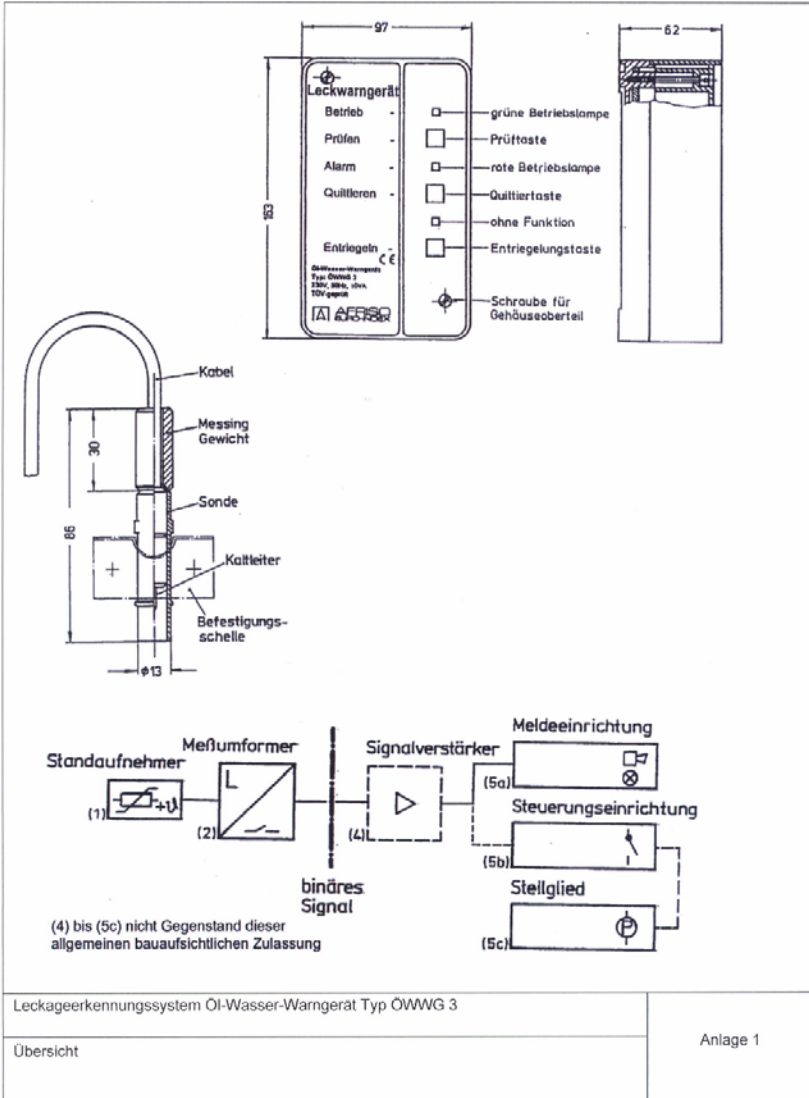 97
62
163
Leckwarngerät
Betrieb -
Prüfen -
Alarm -
Quittieren -
Entriegeln -
CE
Öl-Wasser-Warngerät
Typ: ÖWWG 3
230V, 50Hz, 10VA
TÜV-geprüft
AFRISO
EURO-INDEX
grüne Betriebslampe
Prüftaste
rote Betriebslampe
Quittiertaste
ohne Funktion
Entriegelungstaste
Schraube für
Gehäuseoberteil
Kabel
Messing
Gewicht
30
86
Sonde
Kaltleiter
Befestigungs-
schelle
ϕ13
Standaufnehmer
(1)
+ϑ
Meßumformer
L
(2)
binäres
Signal
Signalverstärker
(4)
Meldeeinrichtung
(5a)
Steuerungseinrichtung
(5b)
Stellglied
P
(5c)
(4) bis (5c) nicht Gegenstand dieser
allgemeinen bauaufsichtlichen Zulassung
Leckageerkennungssystem Öl-Wasser-Warngerät Typ ÖWWG 3
Übersicht
Anlage 1